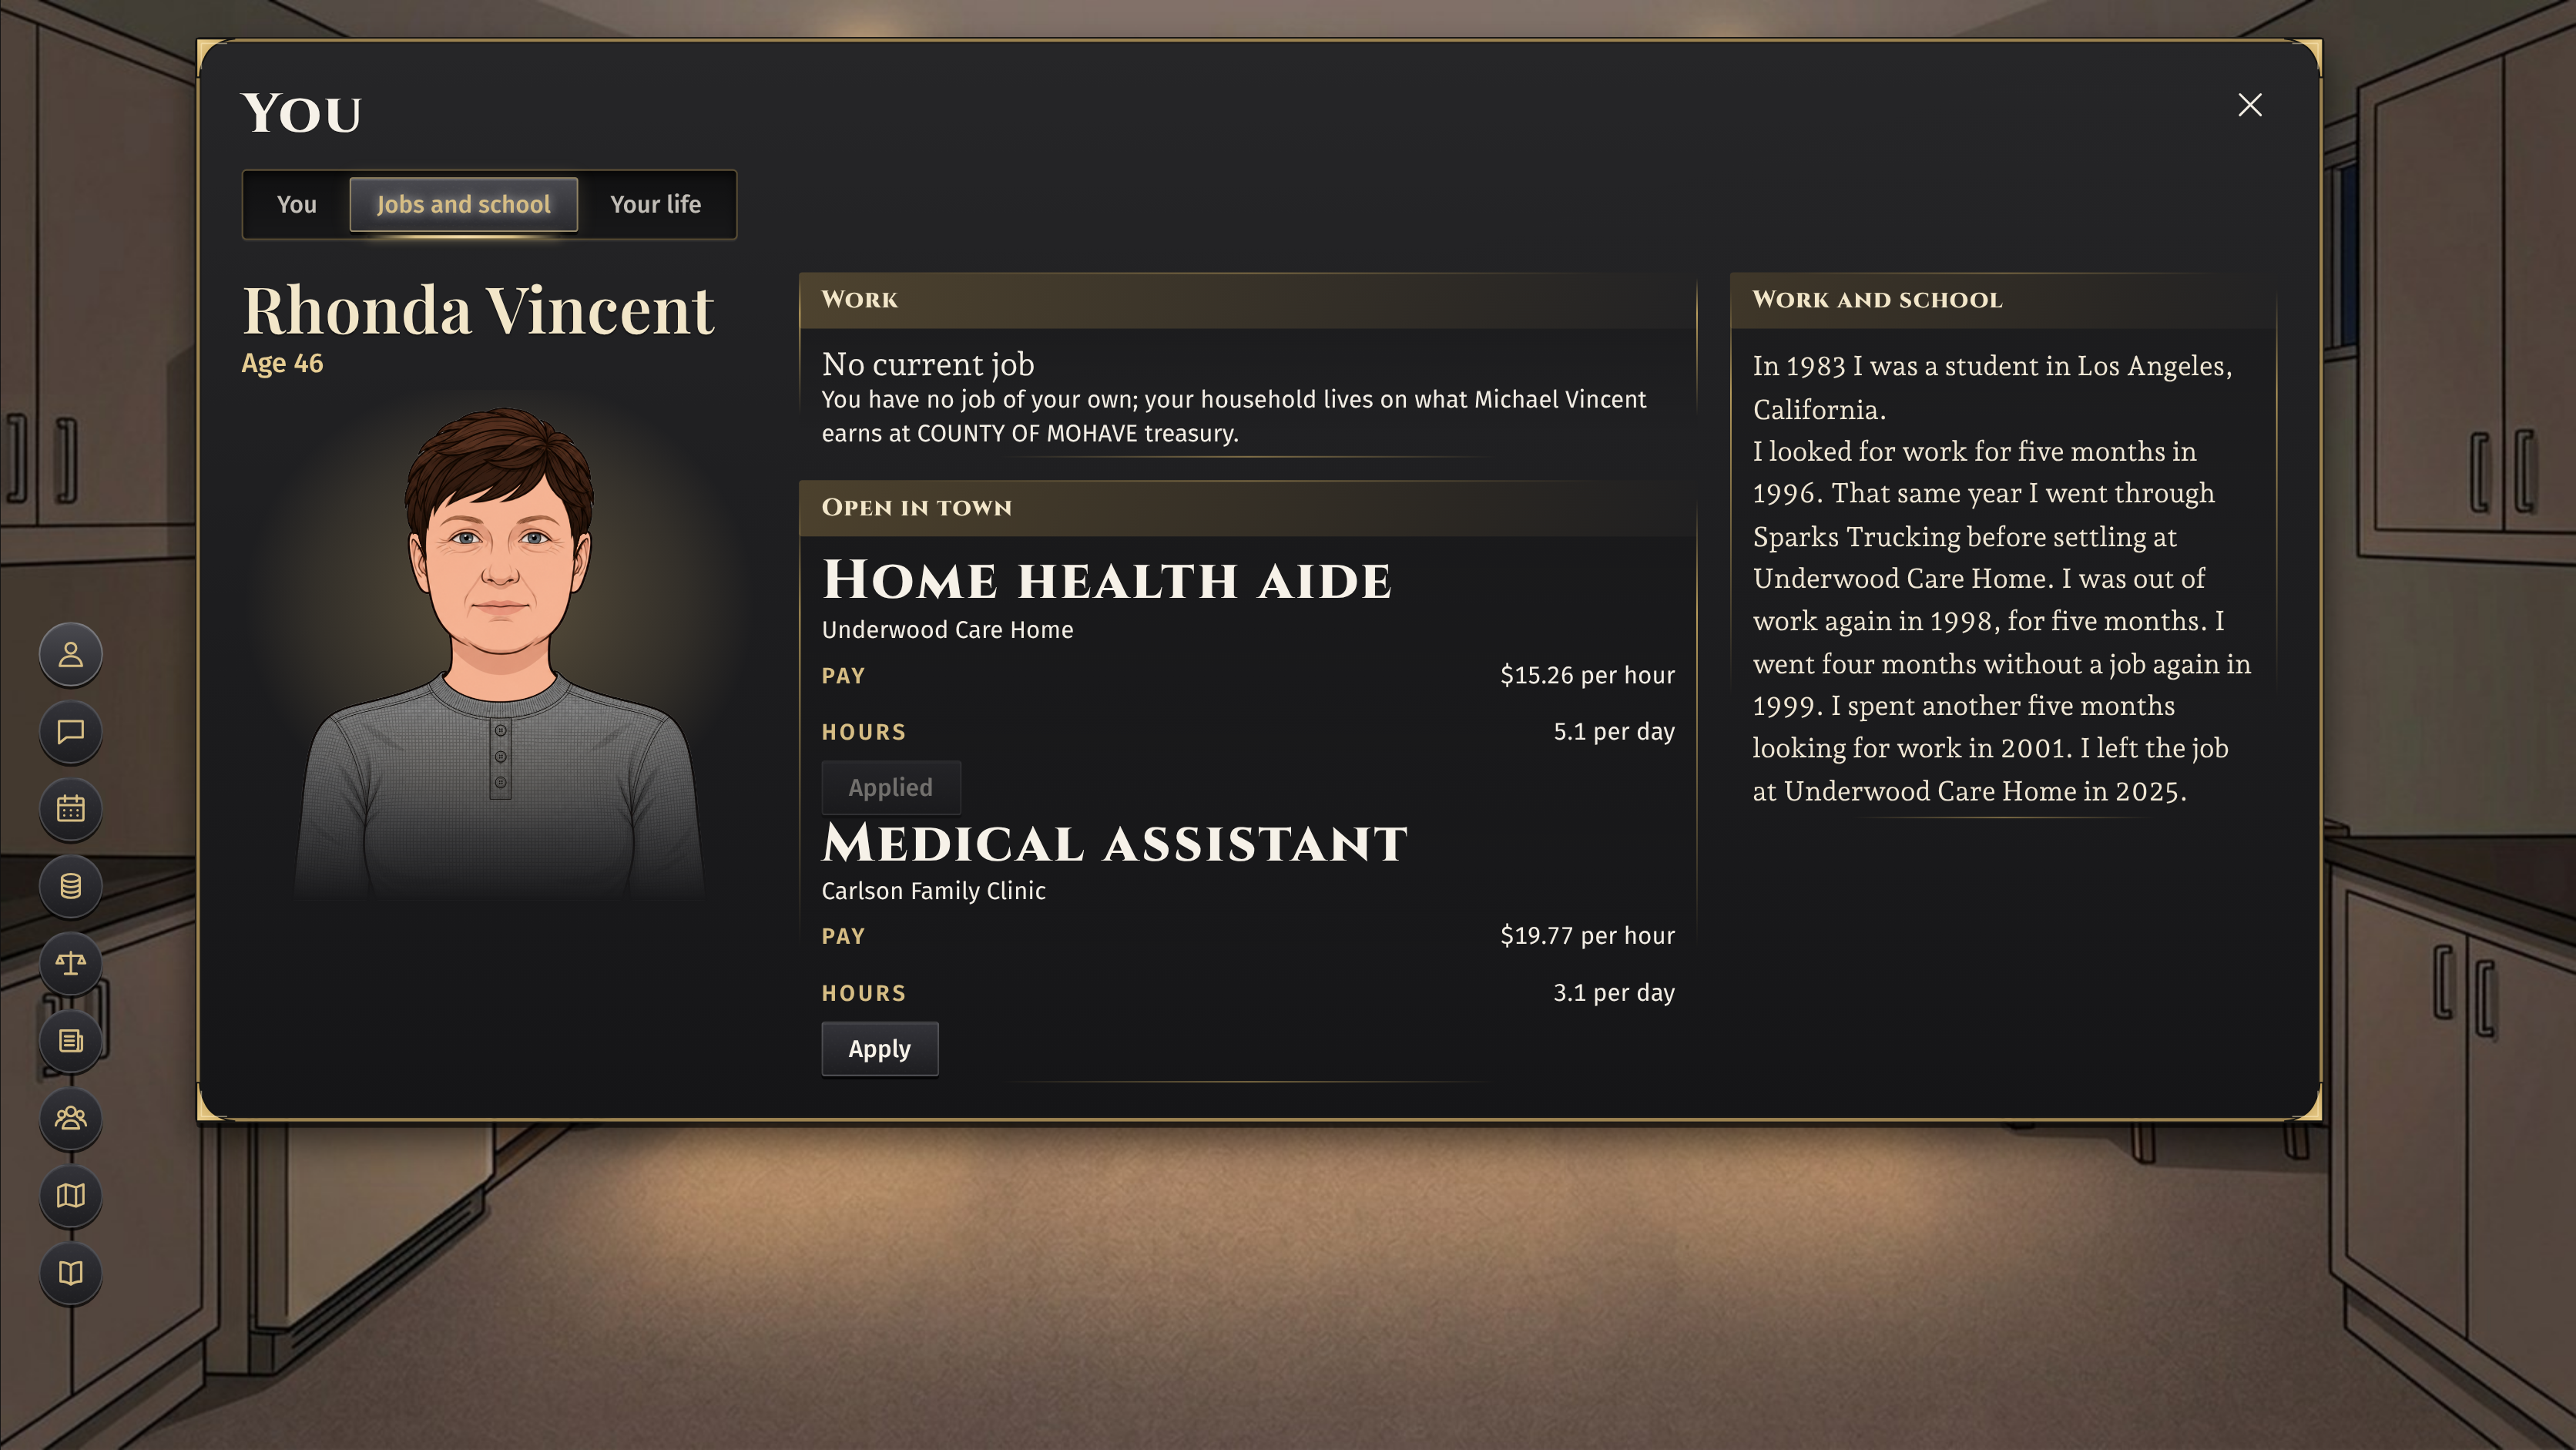 You
You
Jobs and school
Your life
Rhonda Vincent
Age 46
Work
No current job
You have no job of your own; your household lives on what Michael Vincent
earns at COUNTY OF MOHAVE treasury.
Open in town
Home health aide
Underwood Care Home
PAY
$15.26 per hour
HOURS
5.1 per day
Applied
Medical assistant
Carlson Family Clinic
PAY
$19.77 per hour
HOURS
3.1 per day
Apply
Work and school
In 1983 I was a student in Los Angeles,
California.
I looked for work for five months in
1996. That same year I went through
Sparks Trucking before settling at
Underwood Care Home. I was out of
work again in 1998, for five months. I
went four months without a job again in
1999. I spent another five months
looking for work in 2001. I left the job
at Underwood Care Home in 2025.